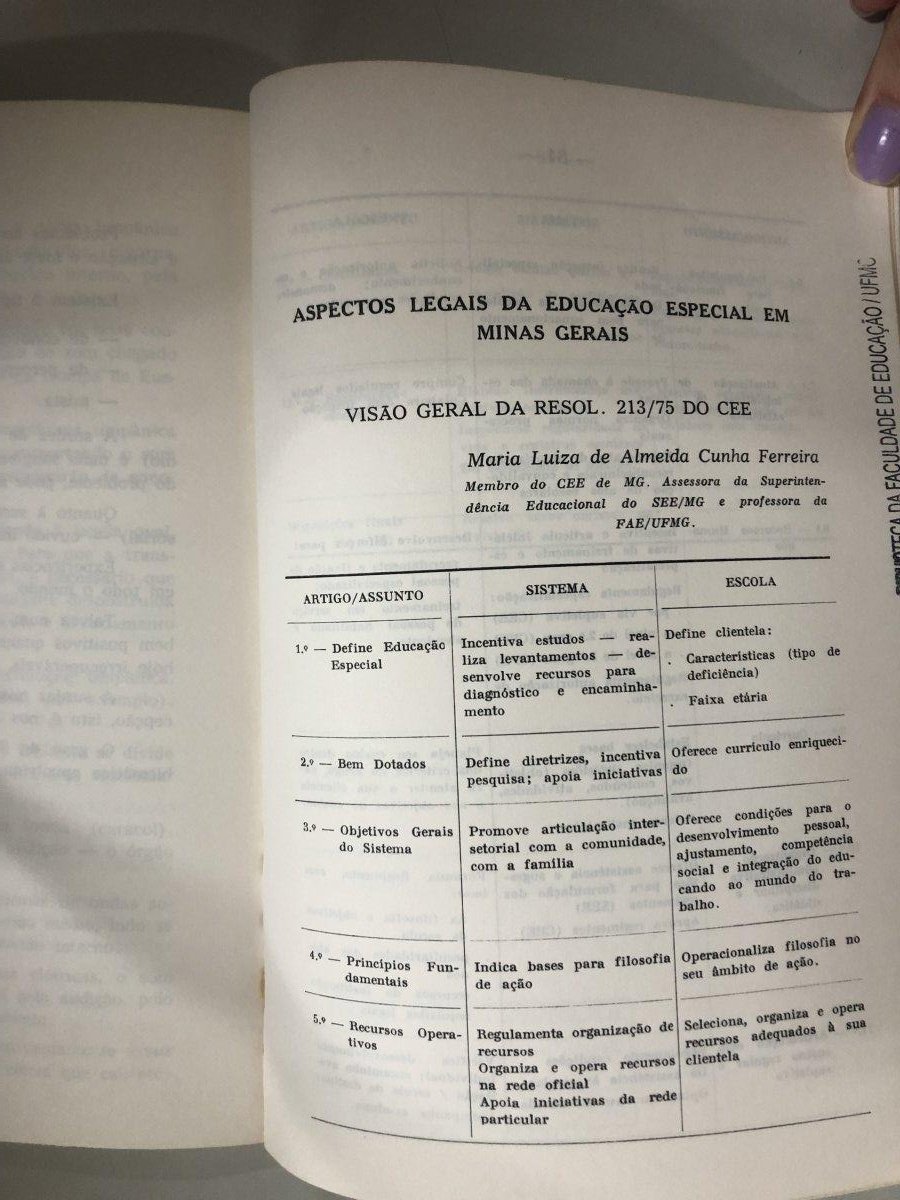 ASPECTOS LEGAIS DA EDUCAÇÃO ESPECIAL EM
MINAS GERAIS
VISÃO GERAL DA RESOL. 213/75 DO CEE
Maria Luiza de Almeida Cunha Ferreira
Membro do CEE de MG. Assessora da Superinten-
dência Educacional do SEE/MG e professora da
FAE/UFMG.
ARTIGO/ASSUNTO
SISTEMA
ESCOLA
1.º — Define Educação
Especial
Incentiva estudos — rea-
liza levantamentos — de-
senvolve recursos para
diagnóstico e encaminha-
mento
Define clientela:
. Características (tipo de
deficiência)
. Faixa etária
2.º — Bem Dotados
Define diretrizes, incentiva
pesquisa; apoia iniciativas
Oferece currículo enriqueci-
do
3.º — Objetivos Gerais
do Sistema
Promove articulação inter-
setorial com a comunidade,
com a família
Oferece condições para o
desenvolvimento pessoal,
ajustamento, competência
social e integração do edu-
cando ao mundo do tra-
balho.
4.º — Princípios Fun-
damentais
Indica bases para filosofia
de ação
Operacionaliza filosofia no
seu âmbito de ação.
5.º — Recursos Opera-
tivos
Regulamenta organização de
recursos
Organiza e opera recursos
na rede oficial
Apoia iniciativas da rede
particular
Seleciona, organiza e opera
recursos adequados à sua
clientela
BIBLIOTECA DA FACULDADE DE EDUCAÇÃO / UFMG